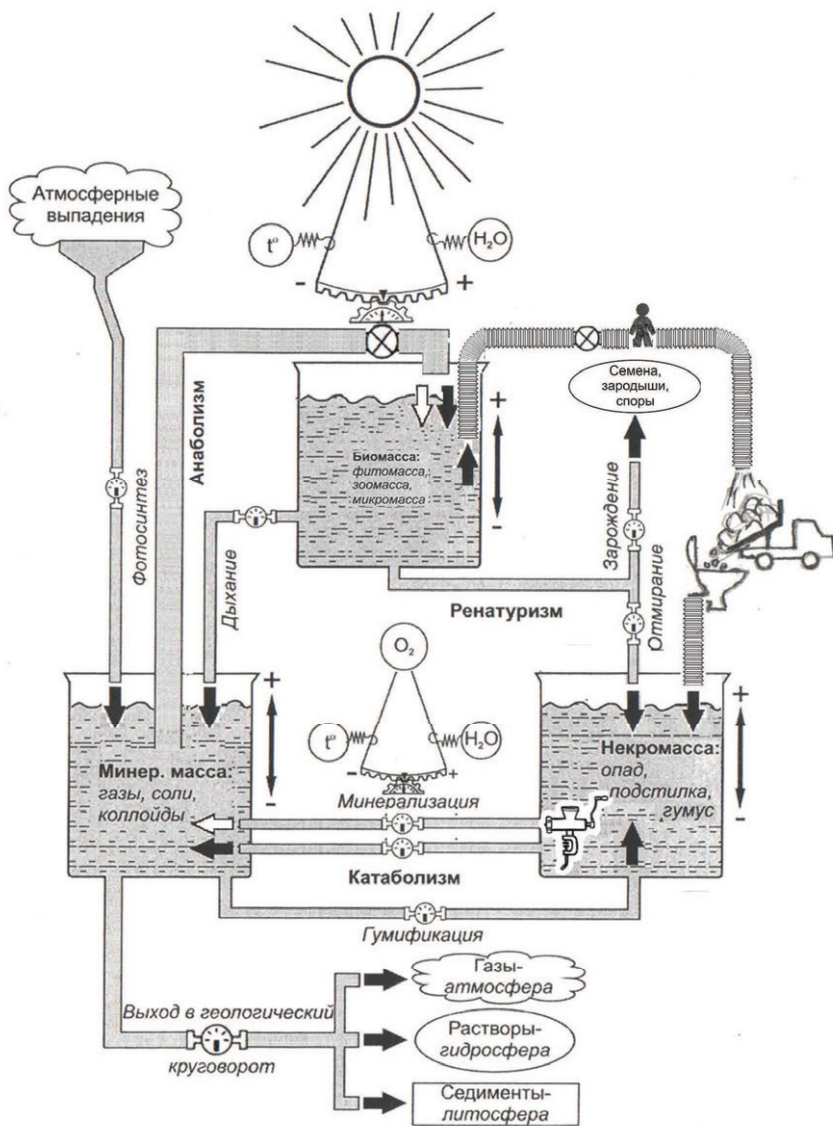 Атмосферные
выпадения
t°
H₂O
-
+
Семена,
зародыши,
споры
Анаболизм
Фотосинтез
Биомасса:
фитомасса,
зоомасса,
микромасса
+
-
Дыхание
Зарождение
Отмирание
Ренатуризм
O₂
t°
H₂O
-
+
Минерализация
+
-
Минер. масса:
газы, соли,
коллойды
Некромасса:
опад,
подстилка,
гумус
+
-
Катаболизм
Гумификация
Выход в геологический
круговорот
Газы-
атмосфера
Растворы-
гидросфера
Седименты-
литосфера